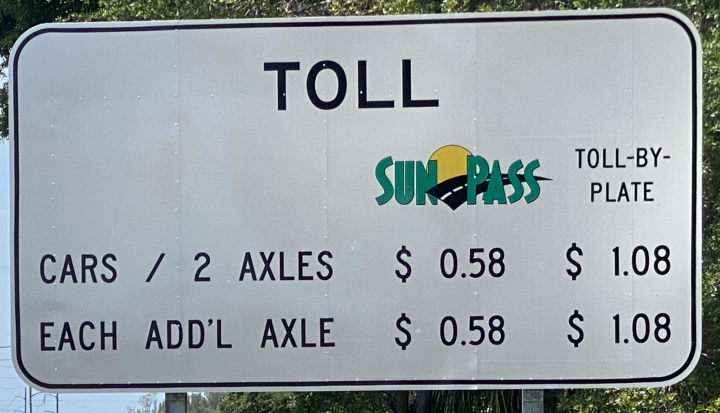 TOLL
SUNPASS TOLL-BY-
PLATE
CARS / 2 AXLES $ 0.58 $ 1.08
EACH ADD'L AXLE $ 0.58 $ 1.08